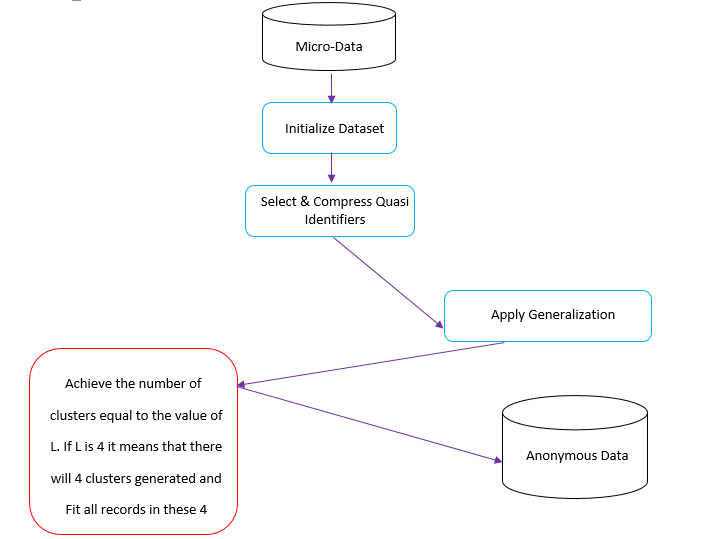 Micro-Data
Initialize Dataset
Select & Compress Quasi
Identifiers
Apply Generalization
Achieve the number of
clusters equal to the value of
L. If L is 4 it means that there
will 4 clusters generated and
Fit all records in these 4
Anonymous Data